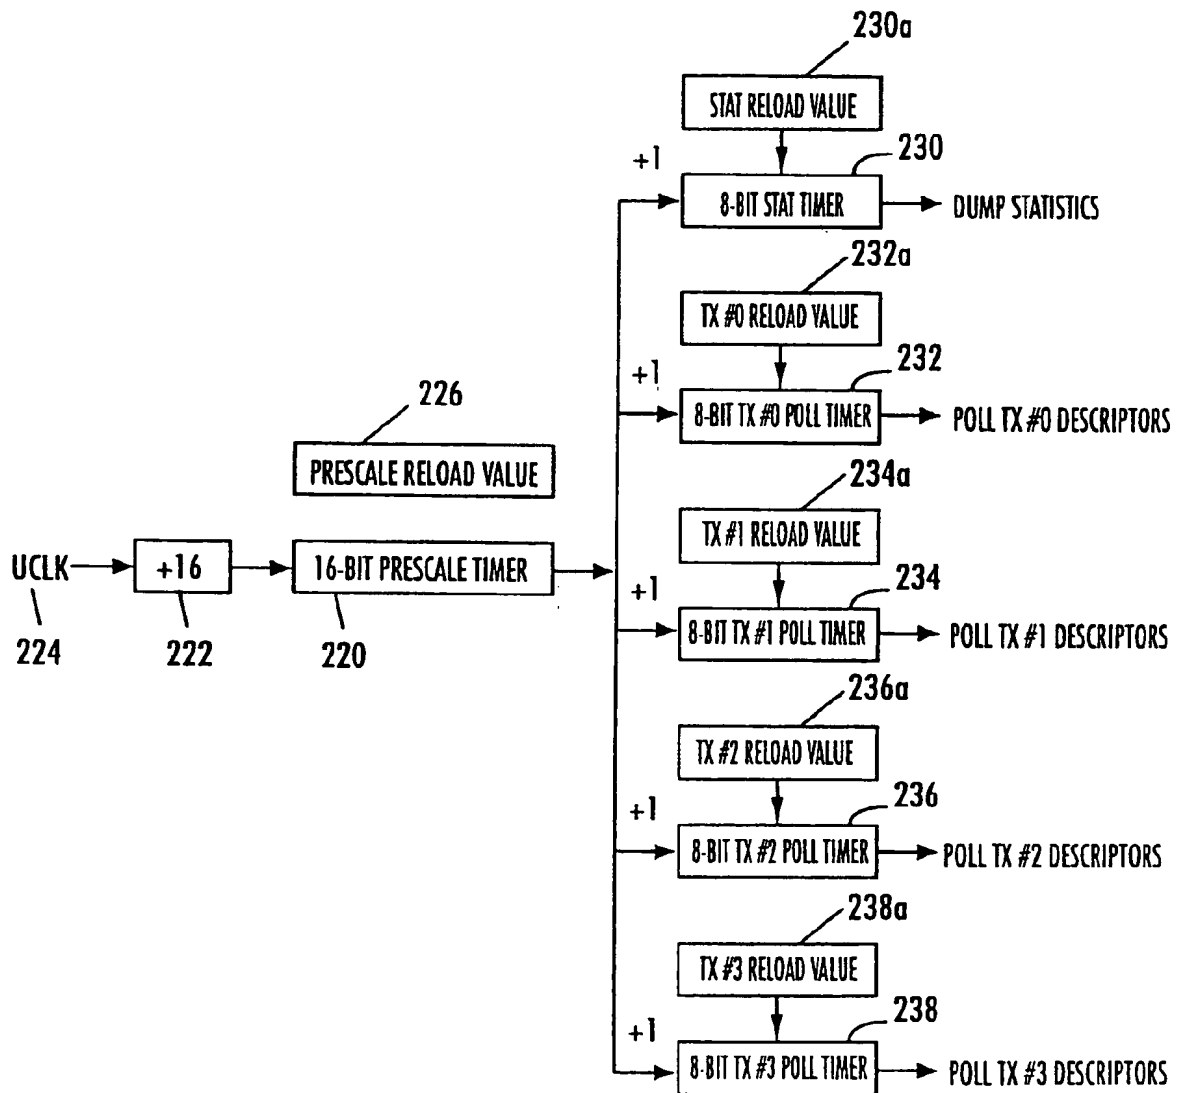 230a
STAT RELOAD VALUE
+1
230
8-BIT STAT TIMER
DUMP STATISTICS
232a
TX #0 RELOAD VALUE
+1
232
8-BIT TX #0 POLL TIMER
POLL TX #0 DESCRIPTORS
226
PRESCALE RELOAD VALUE
234a
TX #1 RELOAD VALUE
UCLK
+16
16-BIT PRESCALE TIMER
224
222
220
+1
234
8-BIT TX #1 POLL TIMER
POLL TX #1 DESCRIPTORS
236a
TX #2 RELOAD VALUE
+1
236
8-BIT TX #2 POLL TIMER
POLL TX #2 DESCRIPTORS
238a
TX #3 RELOAD VALUE
+1
238
8-BIT TX #3 POLL TIMER
POLL TX #3 DESCRIPTORS